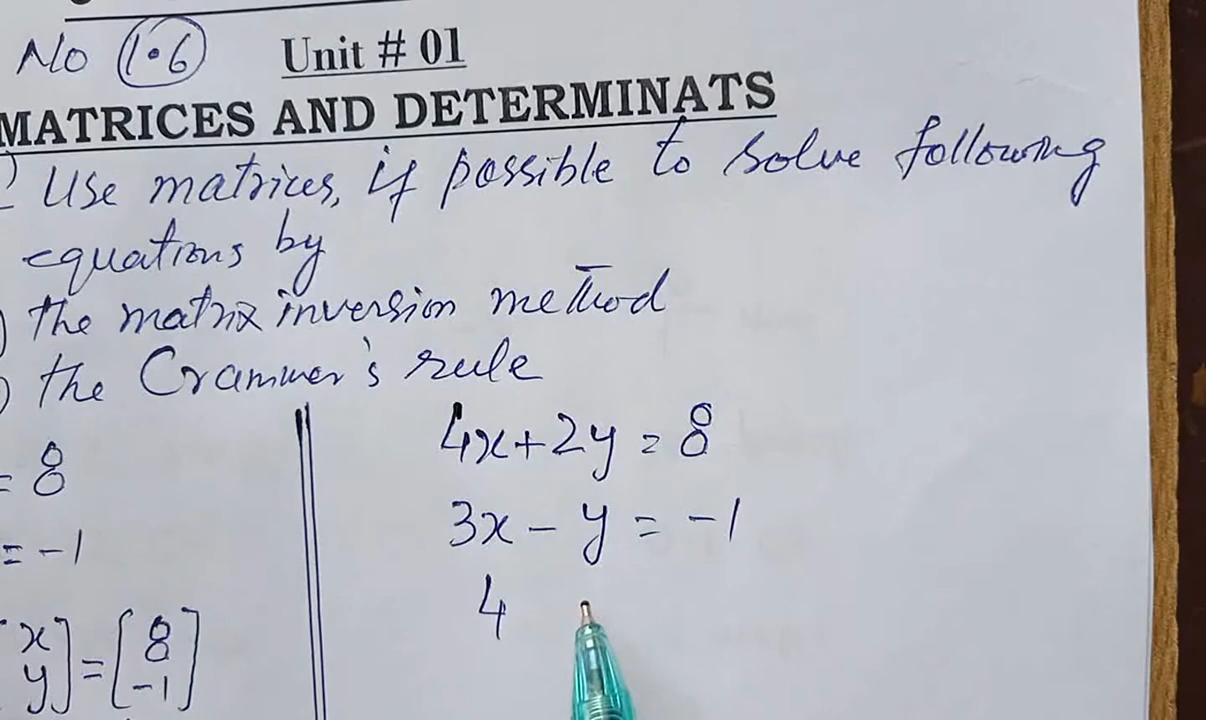 No 1.6
Unit # 01
MATRICES AND DETERMINATS
Use matrices, if possible to solve following
equations by
) the matrix inversion method
) the Crammer's rule
= 8
= -1
x] = [8
y] -1]
4x+2y = 8
3x - y = -1
4